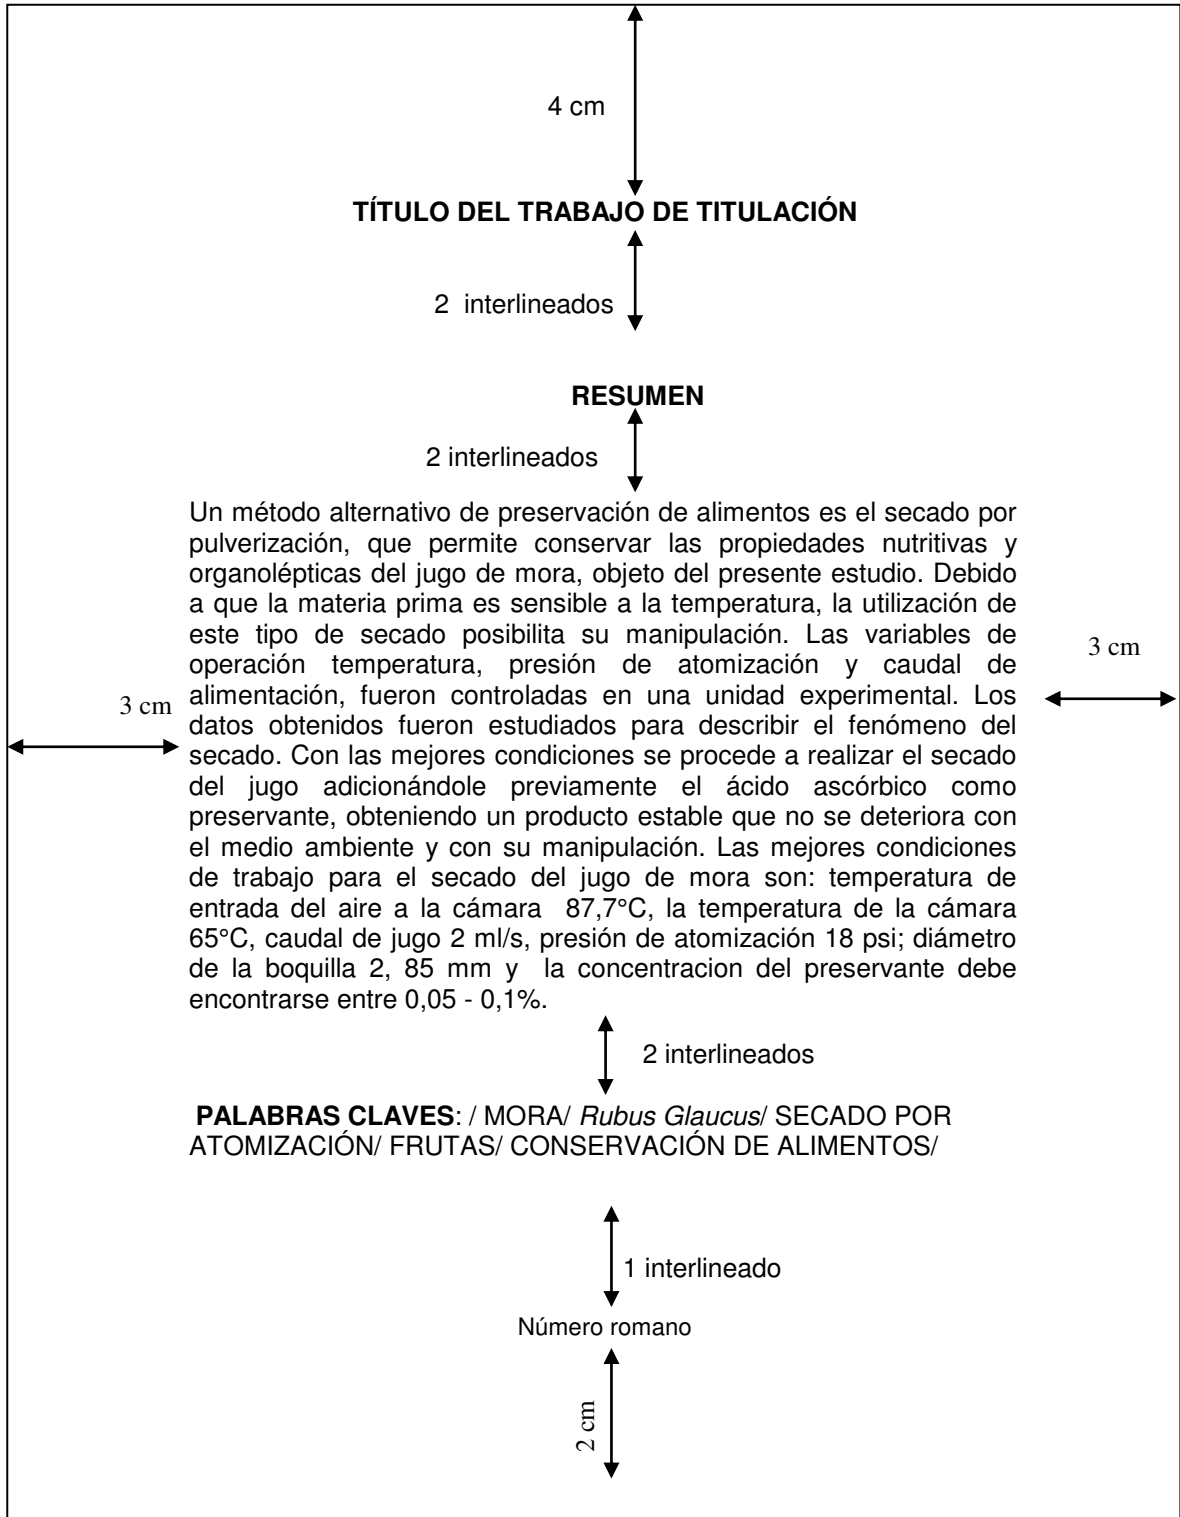 4 cm
TÍTULO DEL TRABAJO DE TITULACIÓN
2  interlineados
RESUMEN
2 interlineados
Un método alternativo de preservación de alimentos es el secado por
pulverización, que permite conservar las propiedades nutritivas y
organolépticas del jugo de mora, objeto del presente estudio. Debido
a que la materia prima es sensible a la temperatura, la utilización de
este tipo de secado posibilita su manipulación. Las variables de
operación temperatura, presión de atomización y caudal de
alimentación, fueron controladas en una unidad experimental. Los
datos obtenidos fueron estudiados para describir el fenómeno del
secado. Con las mejores condiciones se procede a realizar el secado
del jugo adicionándole previamente el ácido ascórbico como
preservante, obteniendo un producto estable que no se deteriora con
el medio ambiente y con su manipulación. Las mejores condiciones
de trabajo para el secado del jugo de mora son: temperatura de
entrada del aire a la cámara  87,7°C, la temperatura de la cámara
65°C, caudal de jugo 2 ml/s, presión de atomización 18 psi; diámetro
de la boquilla 2, 85 mm y  la concentracion del preservante debe
encontrarse entre 0,05 - 0,1%.
3 cm
3 cm
2 interlineados
PALABRAS CLAVES: / MORA/ Rubus Glaucus/ SECADO POR
ATOMIZACIÓN/ FRUTAS/ CONSERVACIÓN DE ALIMENTOS/
1 interlineado
Número romano
2 cm